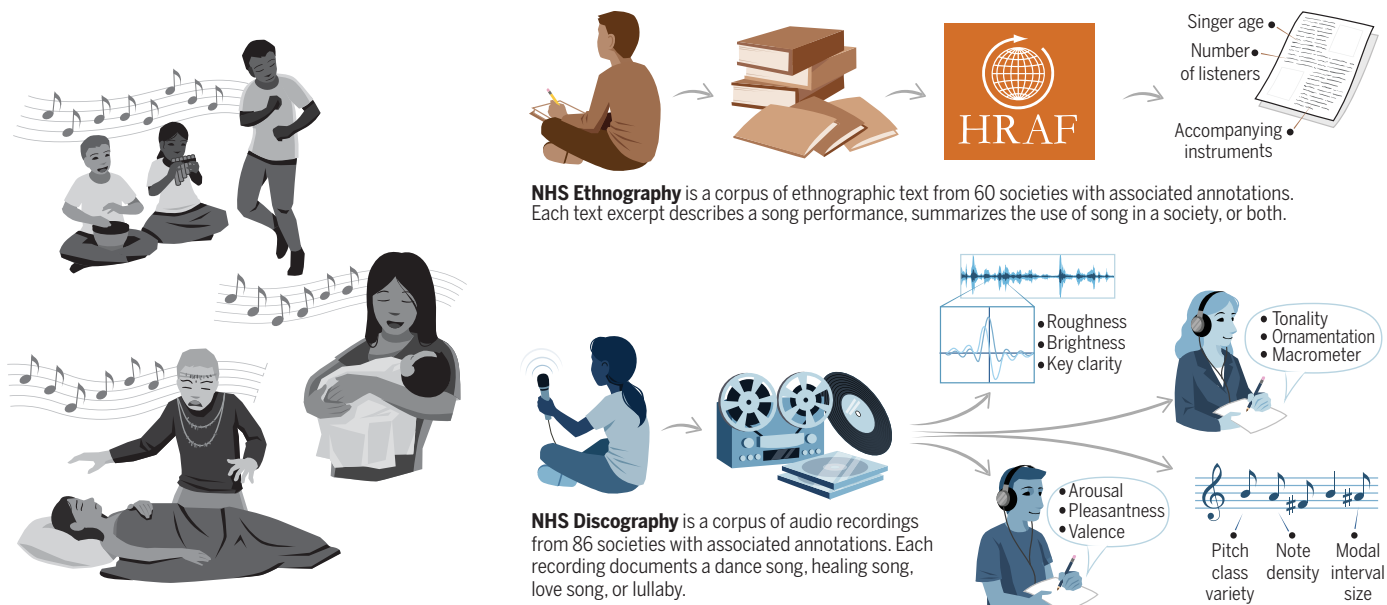 Singer age
Number
of listeners
HRAF
Accompanying
instruments
NHS Ethnography is a corpus of ethnographic text from 60 societies with associated annotations.
Each text excerpt describes a song performance, summarizes the use of song in a society, or both.
• Roughness
• Brightness
• Key clarity
• Tonality
• Ornamentation
• Macrometer
NHS Discography is a corpus of audio recordings
from 86 societies with associated annotations. Each
recording documents a dance song, healing song,
love song, or lullaby.
• Arousal
• Pleasantness
• Valence
Pitch
class
variety
Note
density
Modal
interval
size